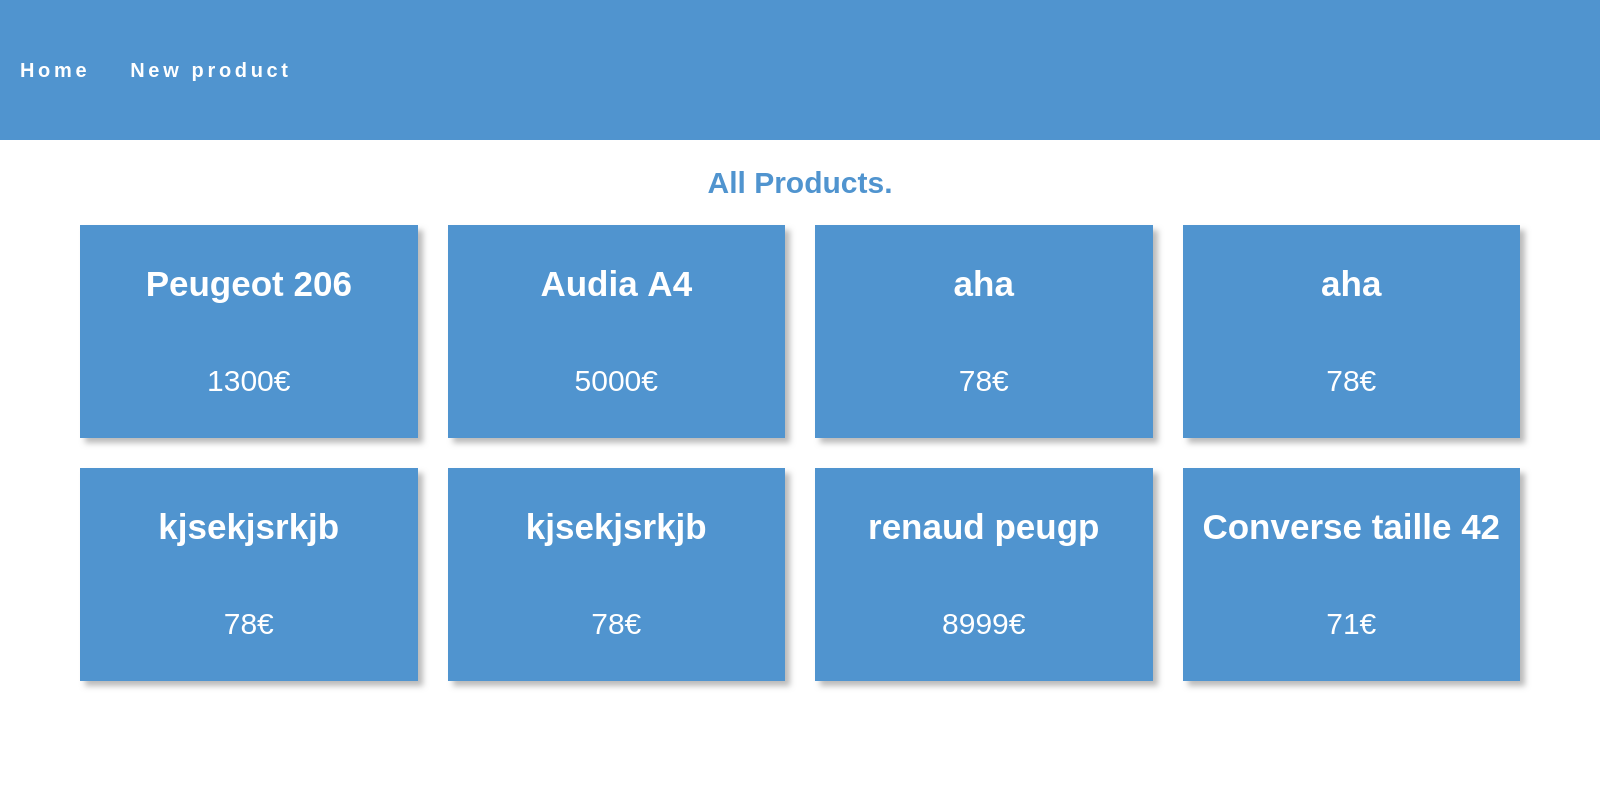 Home New product
All Products.
Peugeot 206 Audia A4 aha aha
1300€ 5000€ 78€ 78€
kjsekjsrkjb kjsekjsrkjb renaud peugp Converse taille 42
78€ 78€ 8999€ 71€